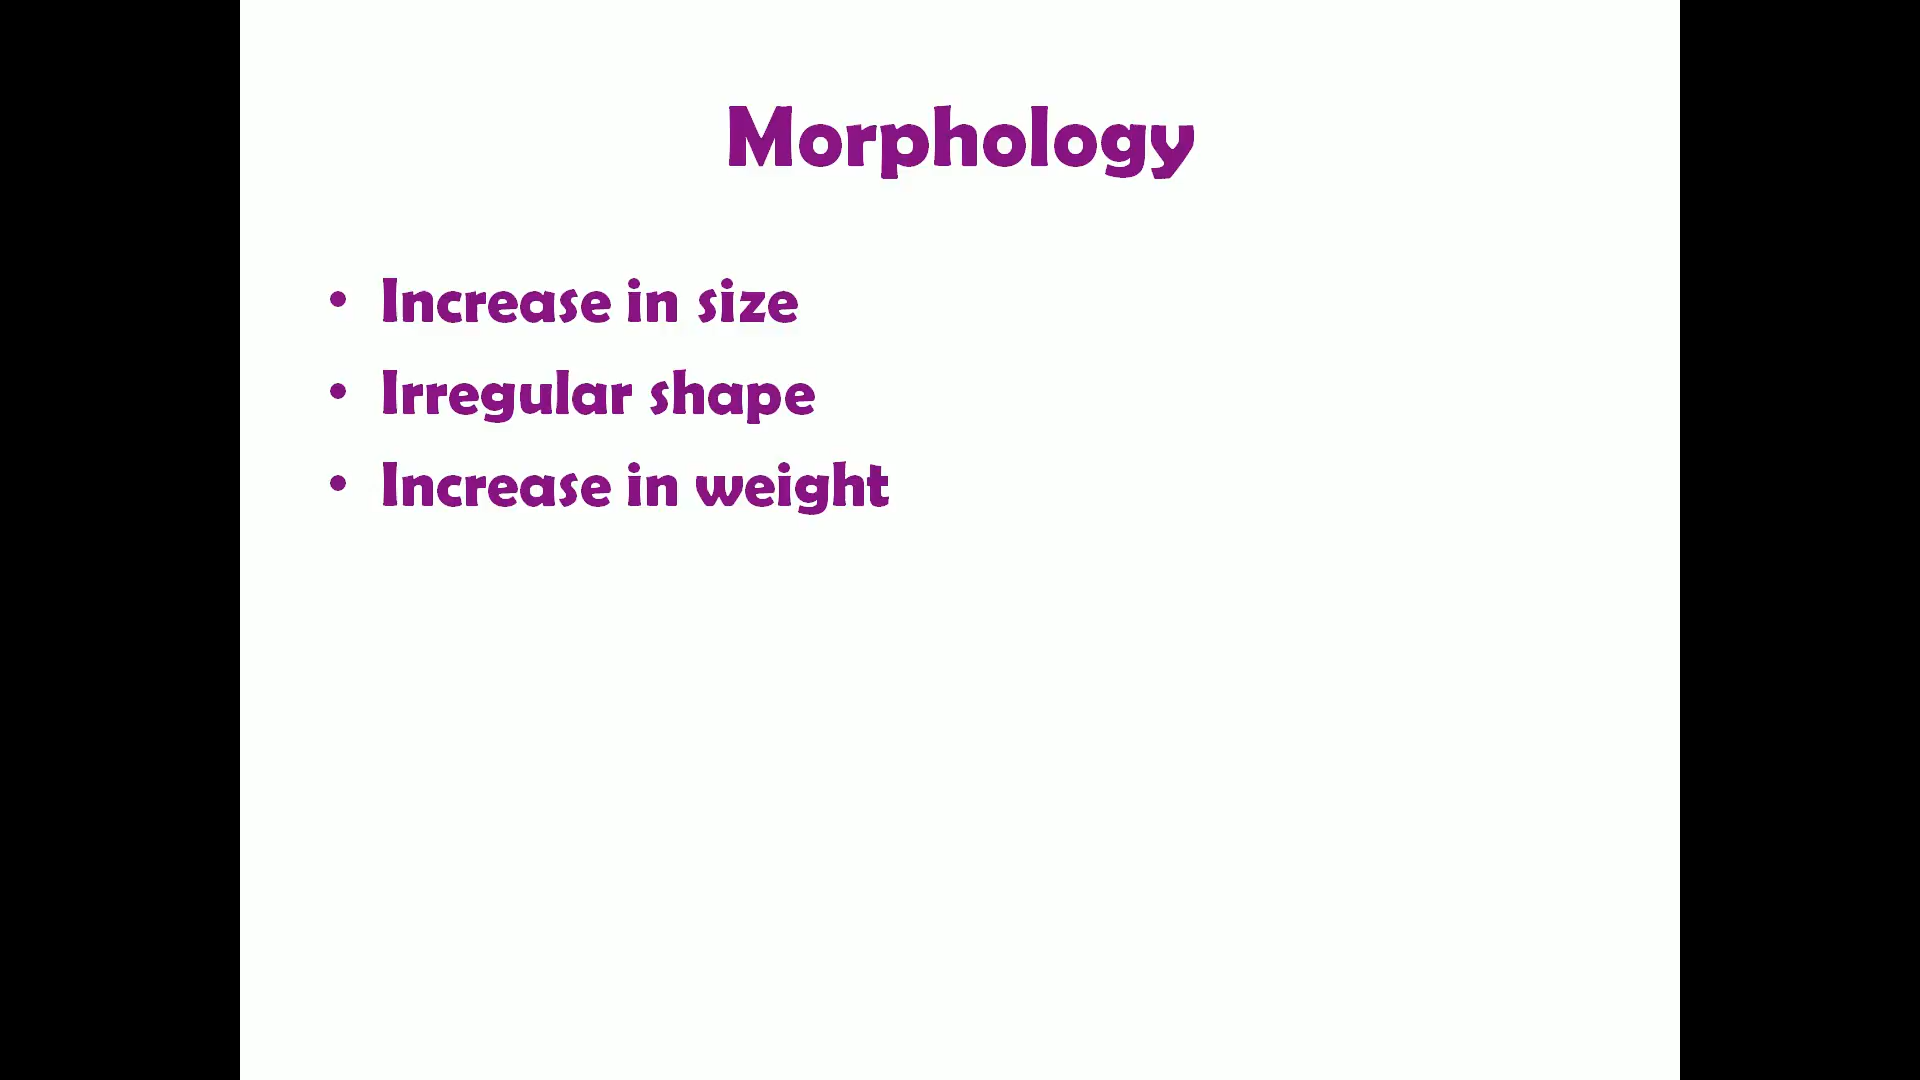 Morphology
• Increase in size
• Irregular shape
• Increase in weight